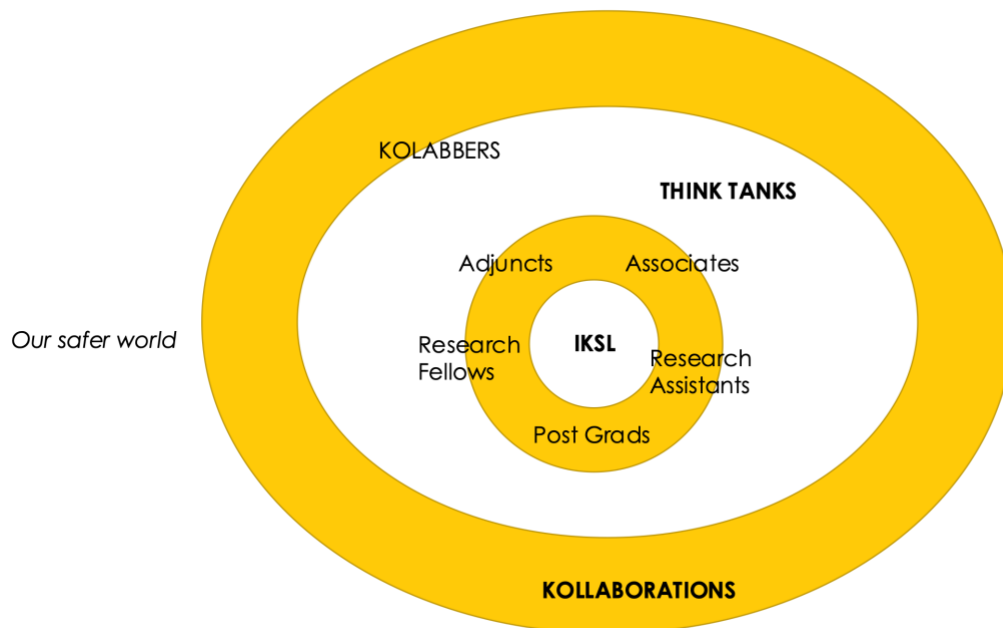 KOLABBERS
THINK TANKS
Adjuncts
Associates
Our safer world
Research
Fellows
IKSL
Research
Assistants
Post Grads
KOLLABORATIONS